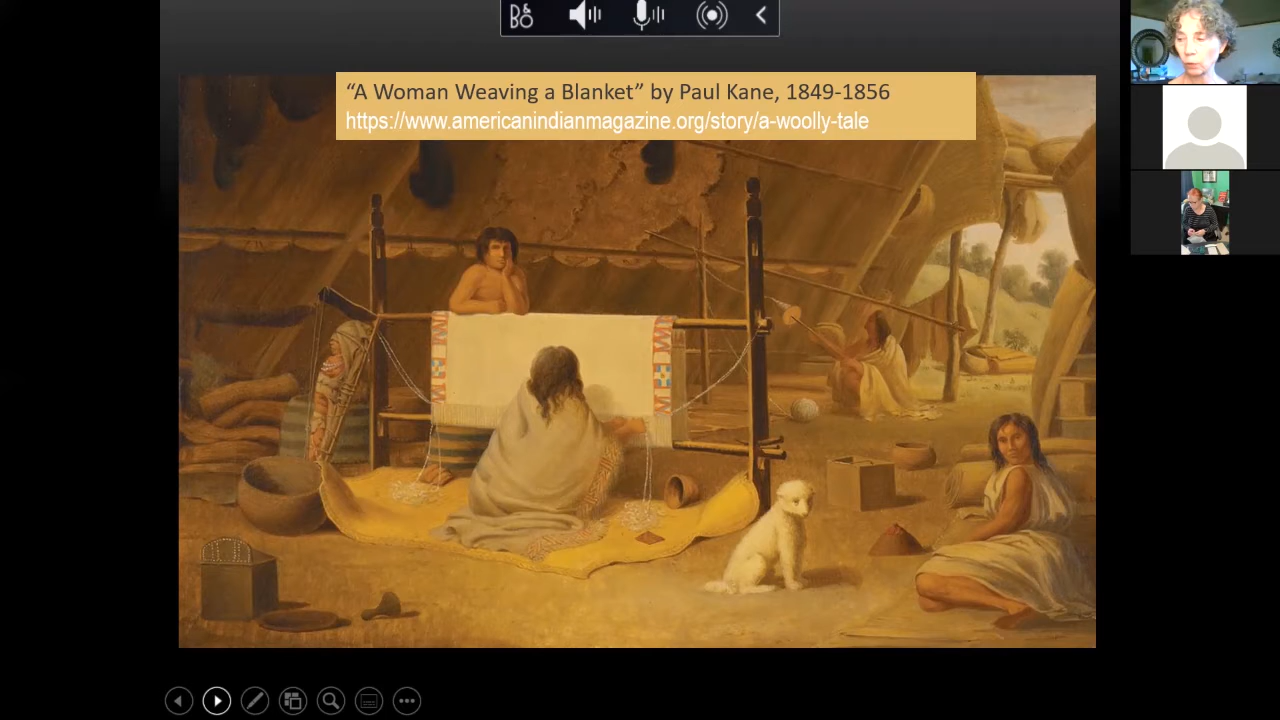 B&O
“A Woman Weaving a Blanket” by Paul Kane, 1849-1856
https://www.americanindianmagazine.org/story/a-woolly-tale